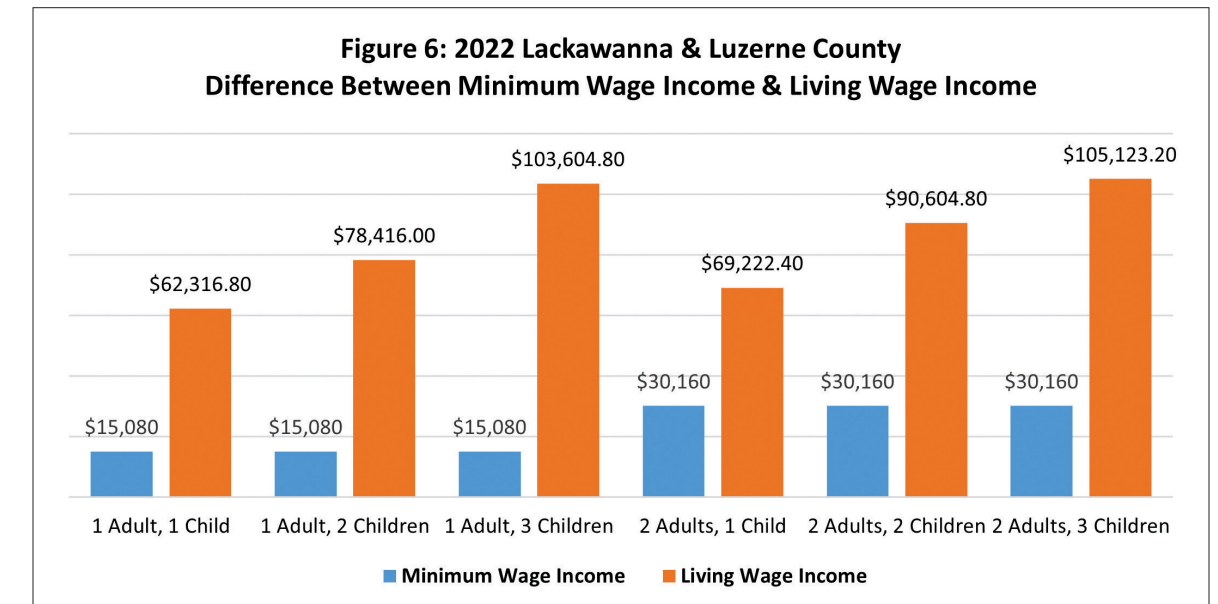 Figure 6: 2022 Lackawanna & Luzerne County
Difference Between Minimum Wage Income & Living Wage Income
$103,604.80
$105,123.20
$90,604.80
$78,416.00
$69,222.40
$62,316.80
$30,160
$30,160
$30,160
$15,080
$15,080
$15,080
1 Adult, 1 Child
1 Adult, 2 Children
1 Adult, 3 Children
2 Adults, 1 Child
2 Adults, 2 Children
2 Adults, 3 Children
Minimum Wage Income
Living Wage Income